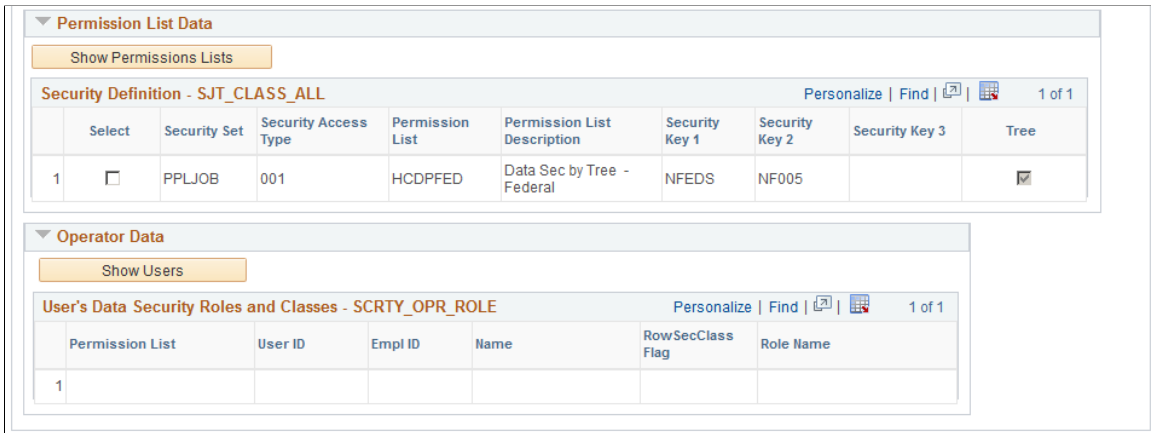 Permission List Data
Show Permissions Lists
Security Definition - SJT_CLASS_ALL Personalize | Find | | 1 of 1
Select Security Set Security Access Type Permission List Permission List Description Security Key 1 Security Key 2 Security Key 3 Tree
1 PPLJOB 001 HCDPFED Data Sec by Tree - Federal NFEDS NF005
Operator Data
Show Users
User's Data Security Roles and Classes - SCRTY_OPR_ROLE Personalize | Find | | 1 of 1
Permission List User ID Empl ID Name RowSecClass Flag Role Name
1